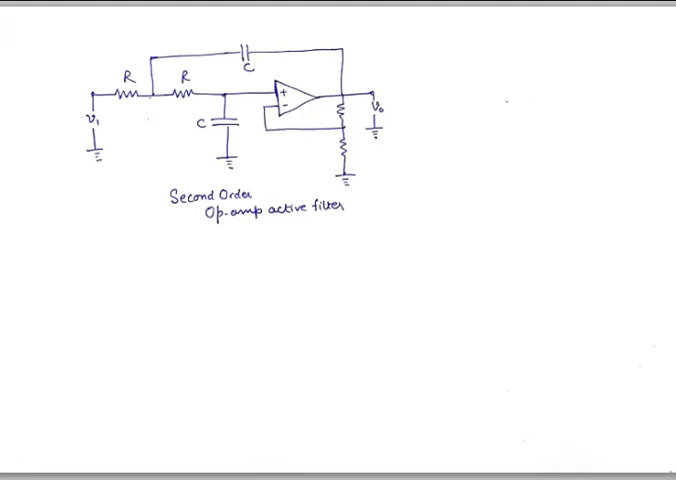 C
R R
+
-
C
v₁
v₀
Second Order
Op-amp active filter